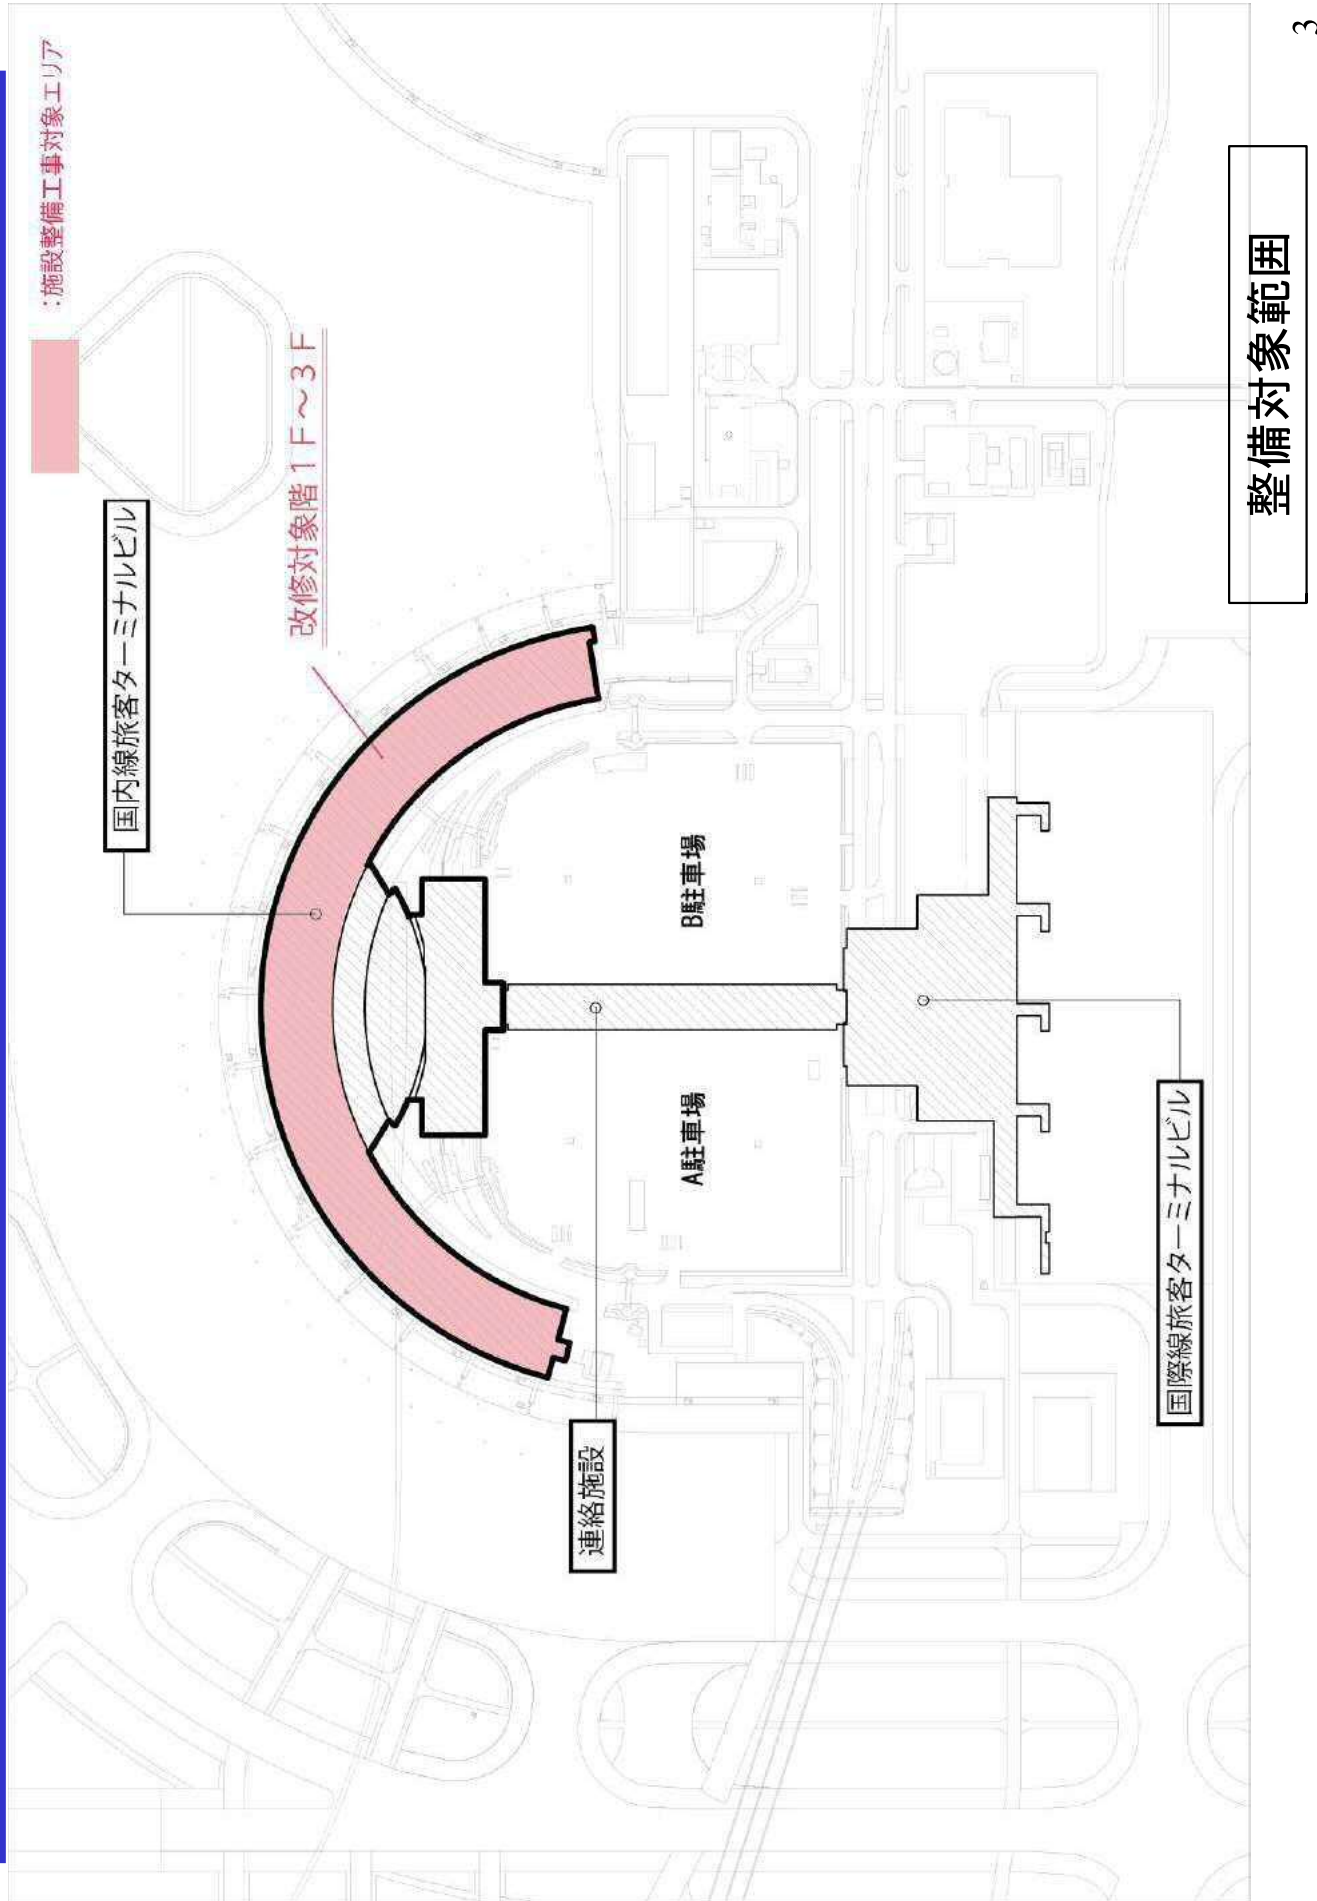 :施設整備工事対象エリア
国内線旅客ターミナルビル
改修対象階1F～3F
B駐車場
A駐車場
連絡施設
国際線旅客ターミナルビル
整備対象範囲
3